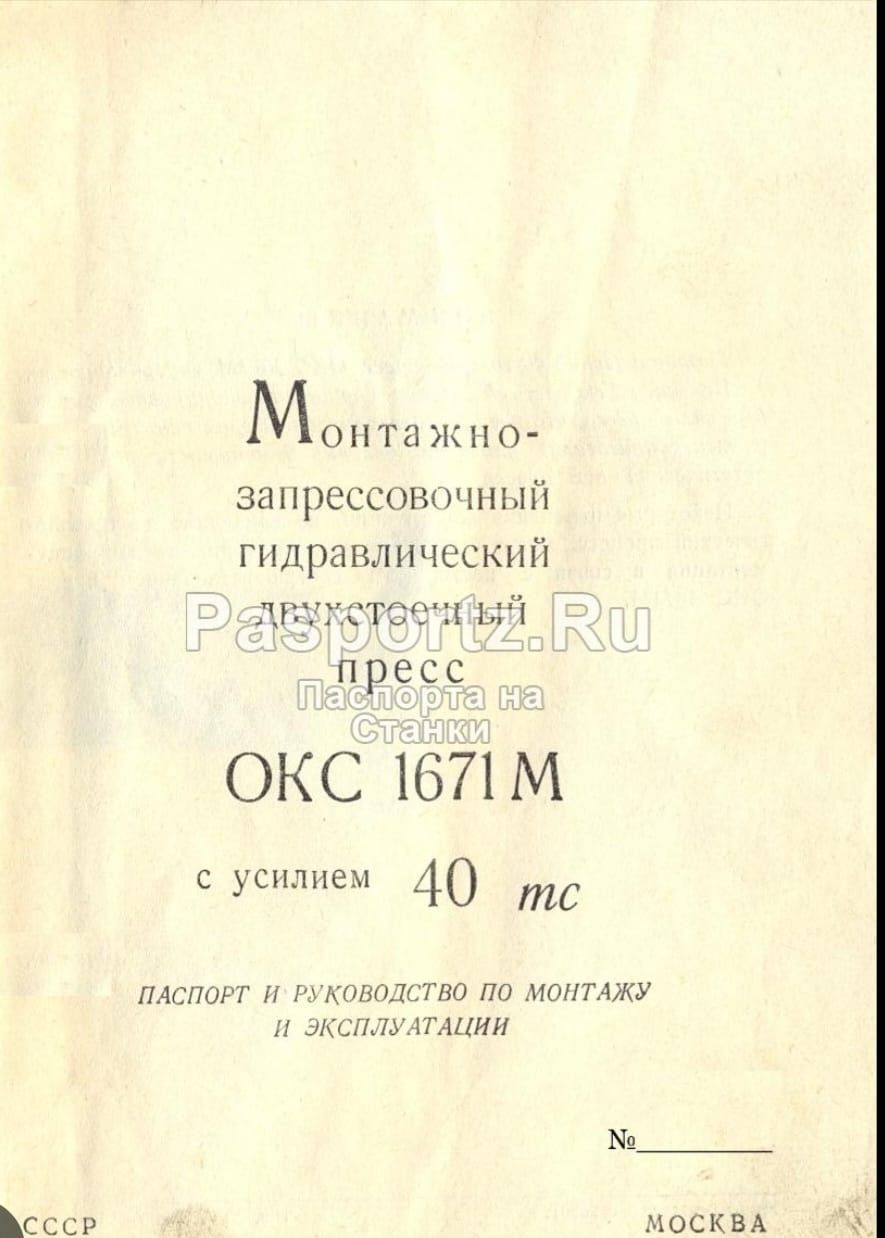 Монтажно-
запрессовочный
гидравлический
двухстоечный
Pasportz.Ru
пресс
Паспорта на
Станки
ОКС 1671 М
с усилием 40 тс
ПАСПОРТ И РУКОВОДСТВО ПО МОНТАЖУ
И ЭКСПЛУАТАЦИИ
№
СССР МОСКВА